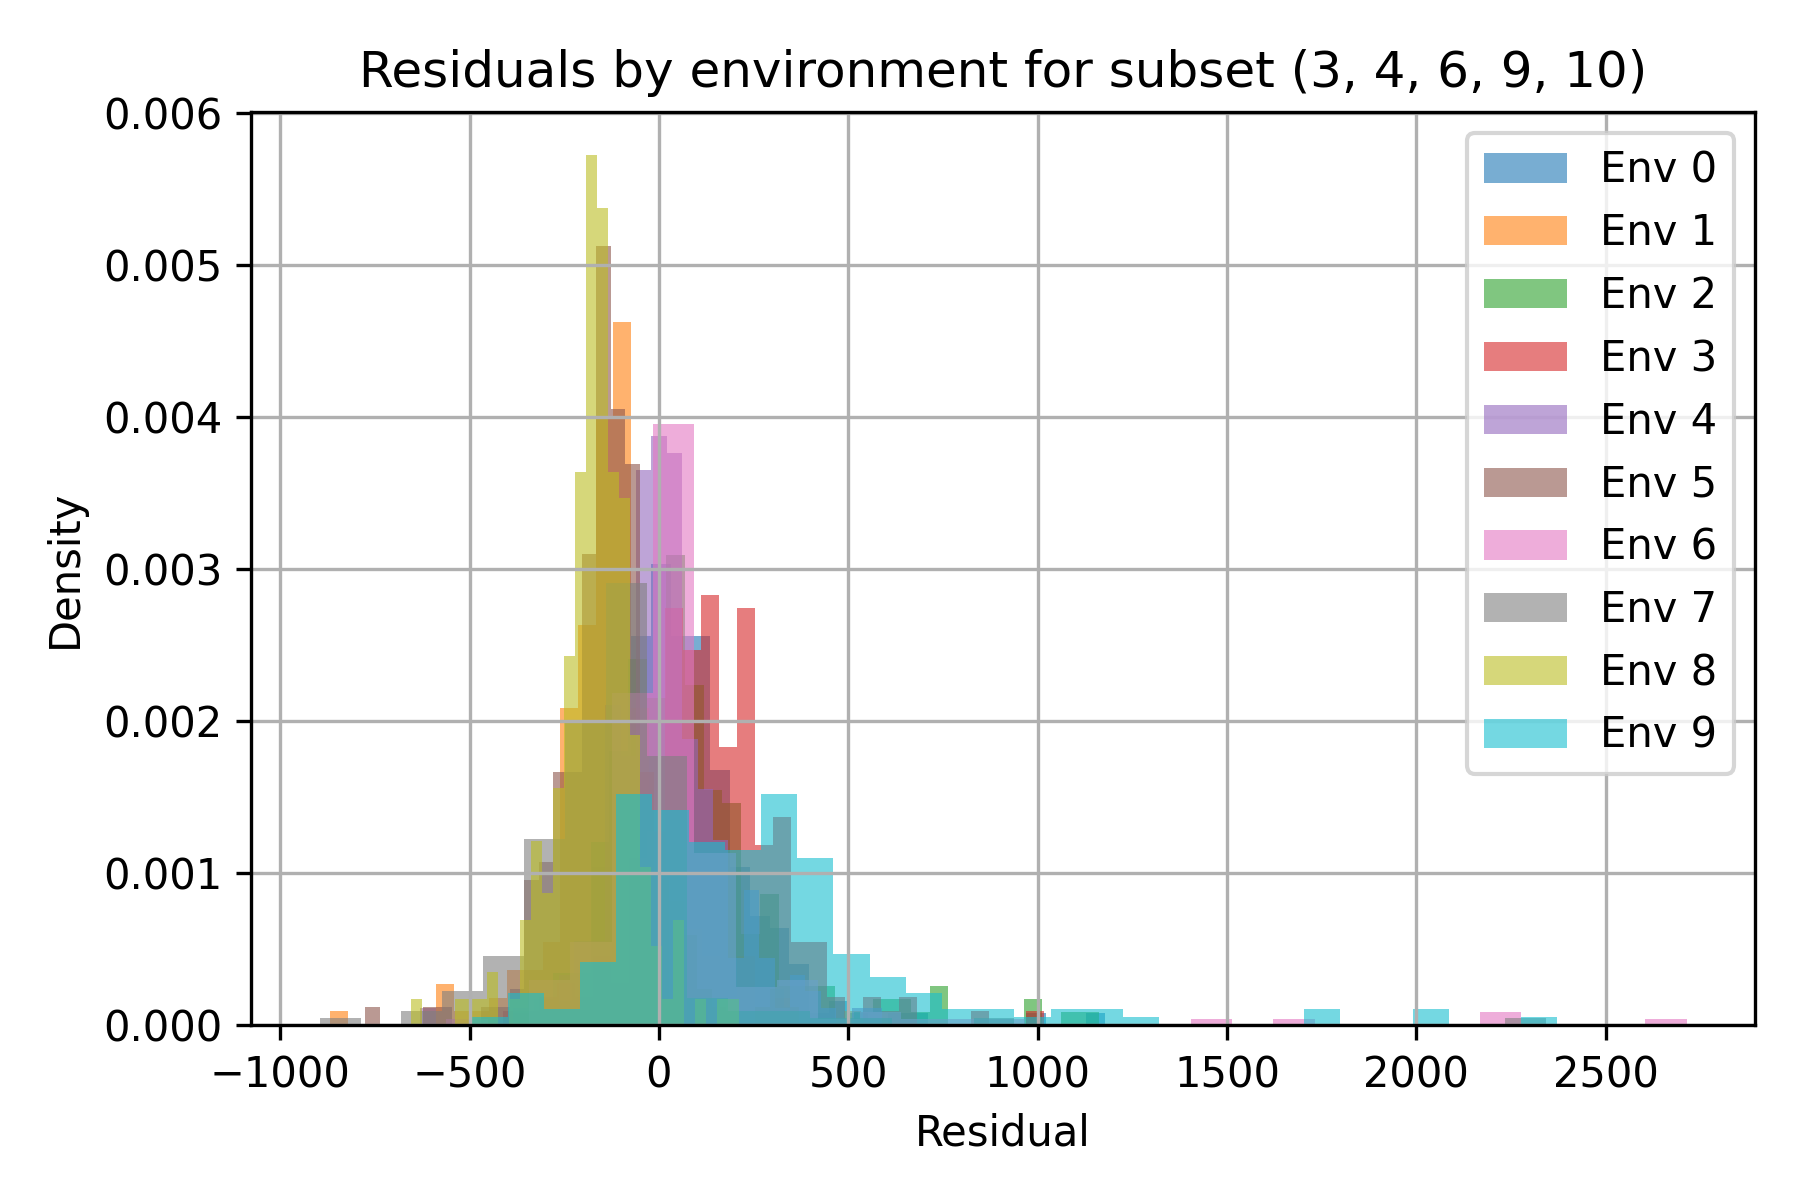 Residuals by environment for subset (3, 4, 6, 9, 10)
0.006
0.005
0.004
0.003
0.002
0.001
0.000
Density
−1000
−500
0
500
1000
1500
2000
2500
Residual
Env 0
Env 1
Env 2
Env 3
Env 4
Env 5
Env 6
Env 7
Env 8
Env 9